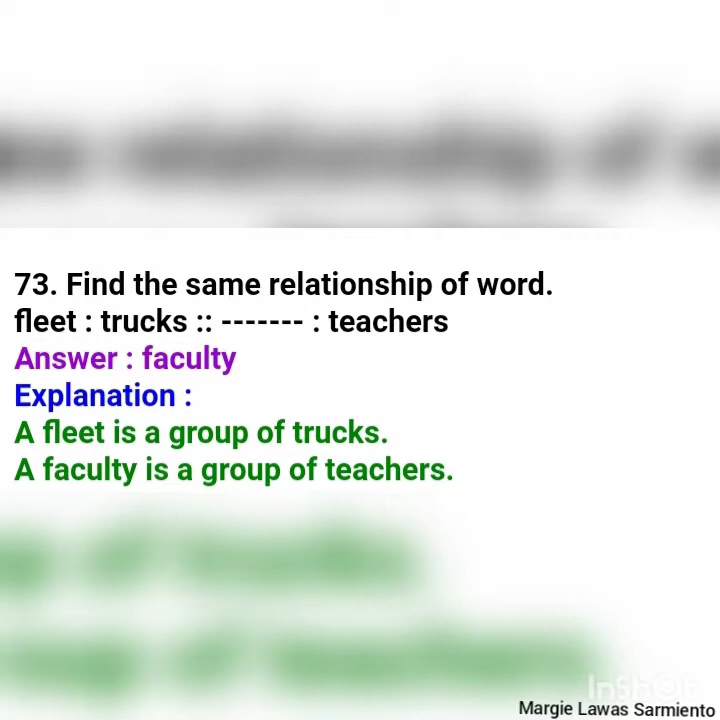 73. Find the same relationship of word.
fleet : trucks :: ------- : teachers
Answer : faculty
Explanation :
A fleet is a group of trucks.
A faculty is a group of teachers.
InShOt
Margie Lawas Sarmiento